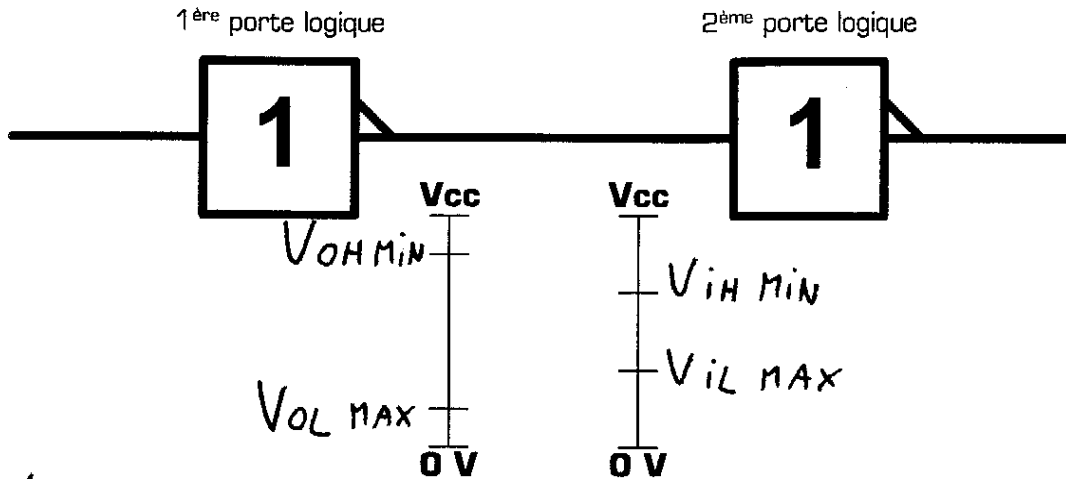 1ère porte logique
2ème porte logique
1
1
Vcc
Vcc
VOH MiN
ViH MiN
ViL MAX
VOL MAX
0 V
0 V